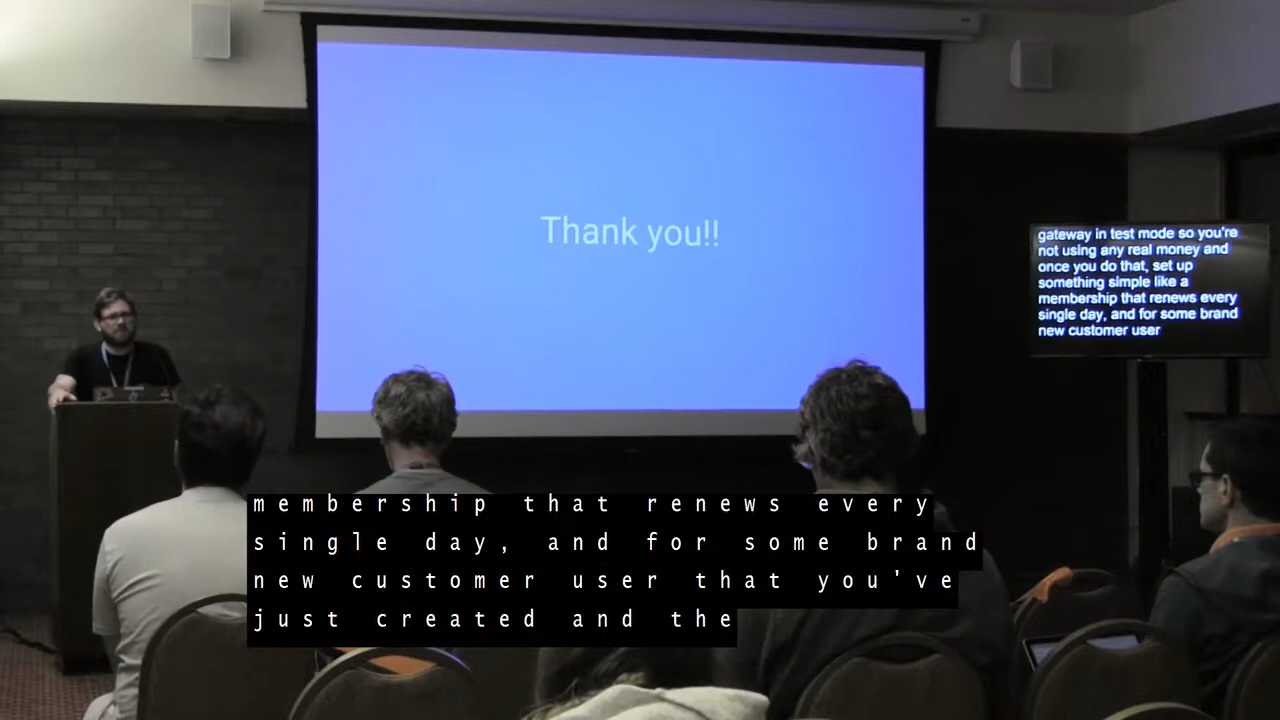 Thank you!!
gateway in test mode so you're
not using any real money and
once you do that, set up
something simple like a
membership that renews every
single day, and for some brand
new customer user
membership that renews every
single day, and for some brand
new customer user that you've
just created and the